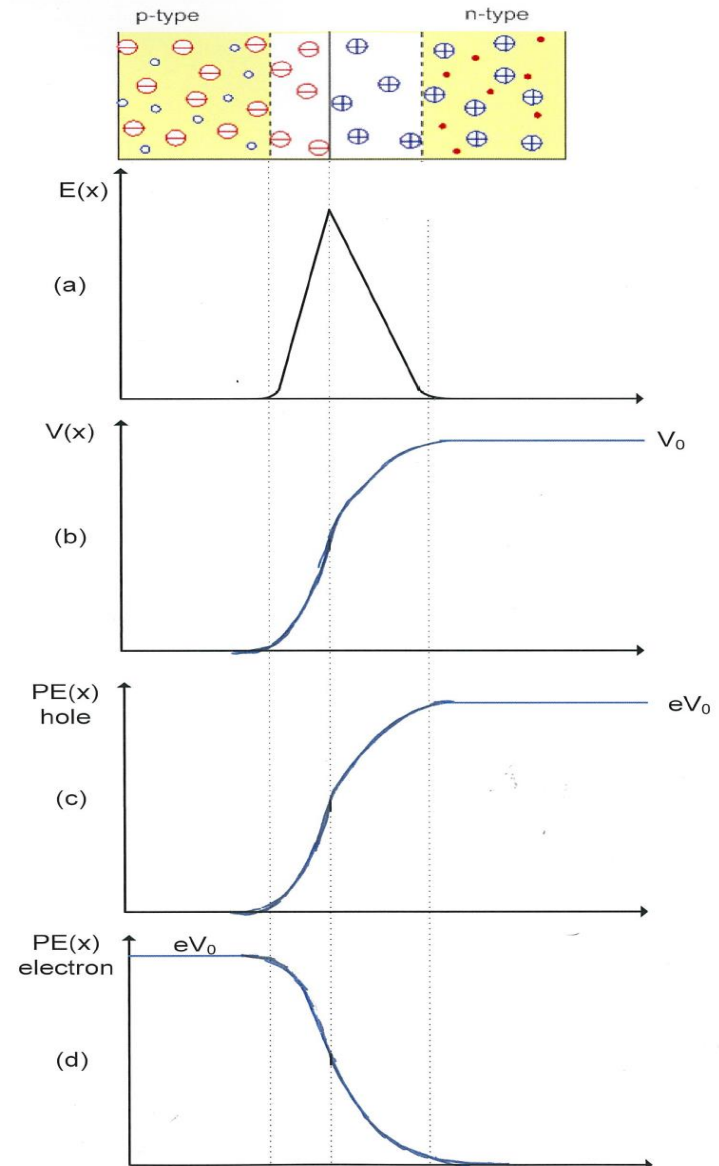 p-type n-type
E(x)
(a)
V(x)
V₀
(b)
PE(x)
hole
eV₀
(c)
PE(x)
electron
eV₀
(d)